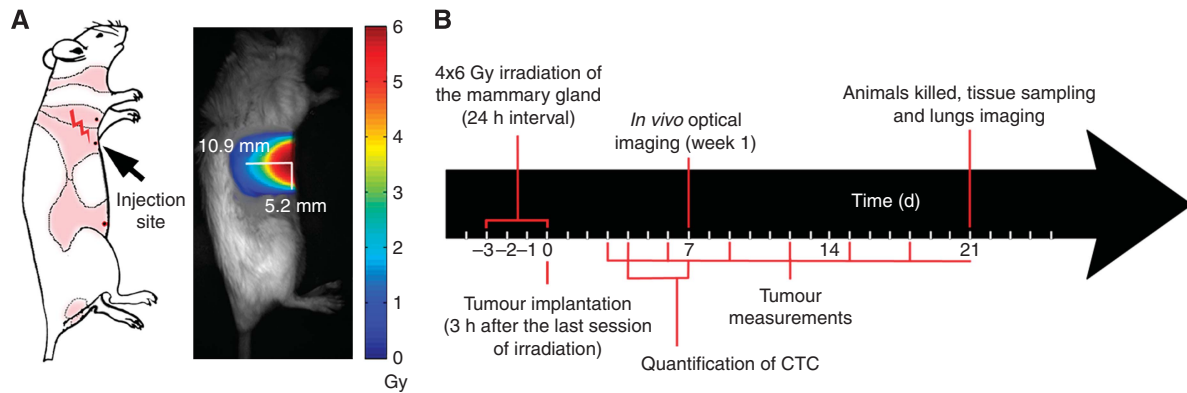 A
Injection
site
10.9 mm
5.2 mm
6
5
4
3
2
1
0
Gy
B
4x6 Gy irradiation of
the mammary gland
(24 h interval)
In vivo optical
imaging (week 1)
Animals killed, tissue sampling
and lungs imaging
Time (d)
–3 –2 –1 0 7 14 21
Tumour implantation
(3 h after the last session
of irradiation)
Tumour
measurements
Quantification of CTC